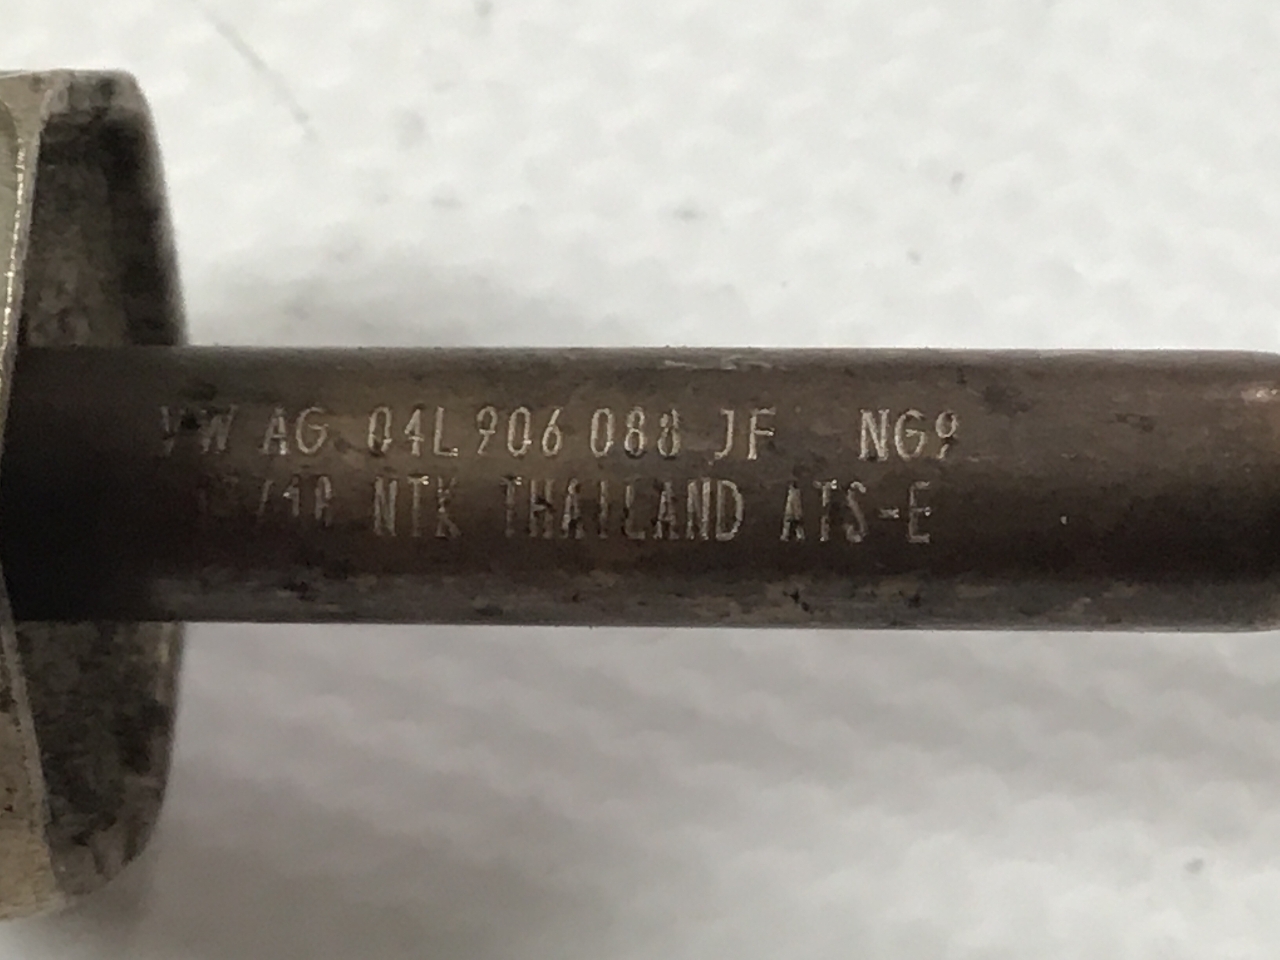 VW AG 04L 906 088 JF NG9
NTK THAILAND ATS-E